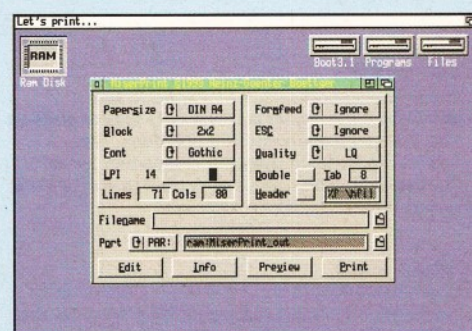 Let's print...
RAM
Ram Disk
Boot3.1 Programs Files
Papersize DIN A4
Block 2x2
Font Gothic
LPI 14
Lines 71 Cols 80
Formfeed Ignore
ESC Ignore
Quality LQ
Double Tab 8
Header
Filename
Port PAR: ram:MiserPrint_out
Edit Info Preview Print